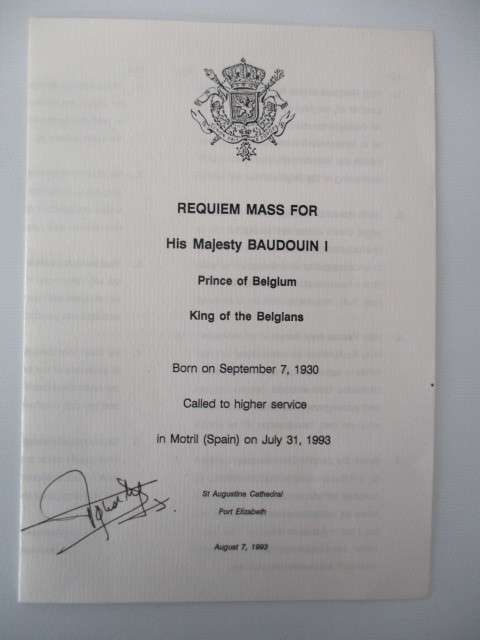 REQUIEM MASS FOR
His Majesty BAUDOUIN I
Prince of Belgium
King of the Belgians
Born on September 7, 1930
Called to higher service
in Motril (Spain) on July 31, 1993
St Augustine Cathedral
Port Elizabeth
August 7, 1993